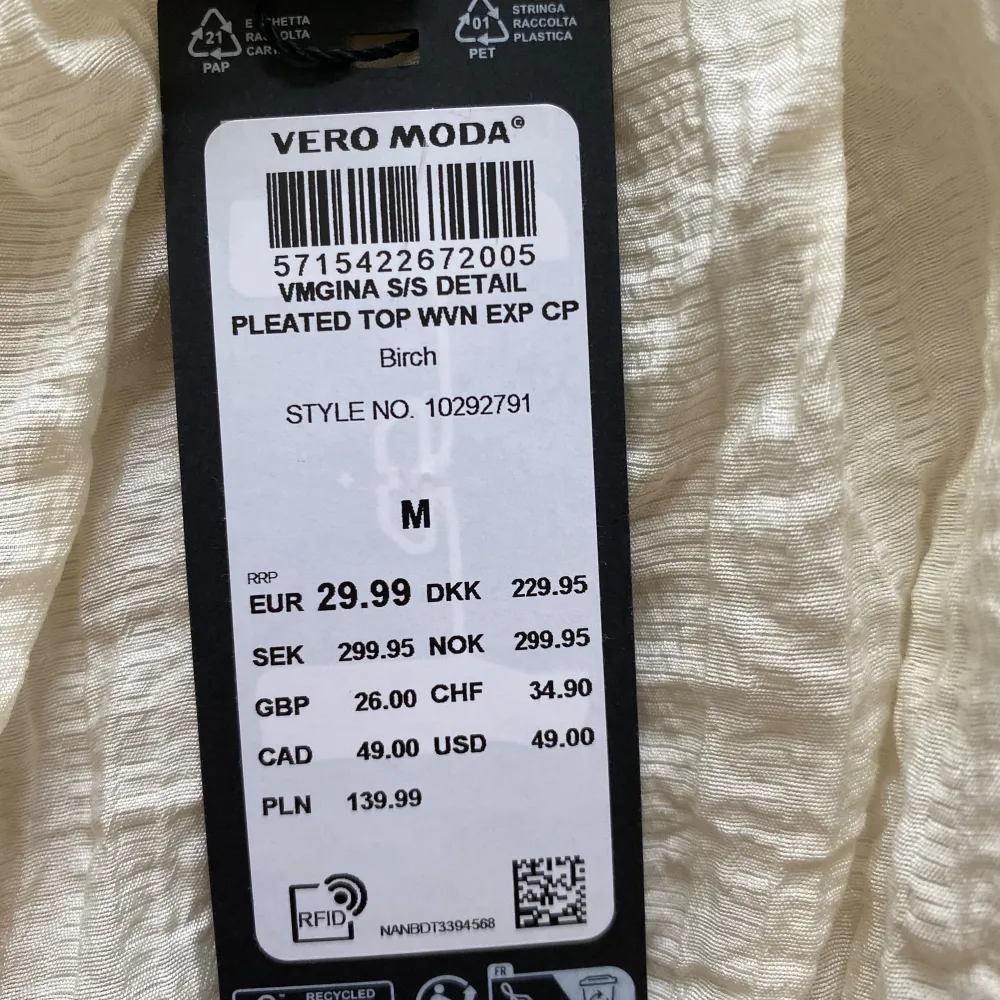 21
PAP
RACCOLTA
01
PET
STRINGA
RACCOLTA
PLASTICA
VERO MODA®
5715422672005
VMGINA S/S DETAIL
PLEATED TOP WVN EXP CP
Birch
STYLE NO. 10292791
M
RRP
EUR 29.99 DKK 229.95
SEK 299.95 NOK 299.95
GBP 26.00 CHF 34.90
CAD 49.00 USD 49.00
PLN 139.99
RFID
NANBDT3394568
RECYCLED
FR